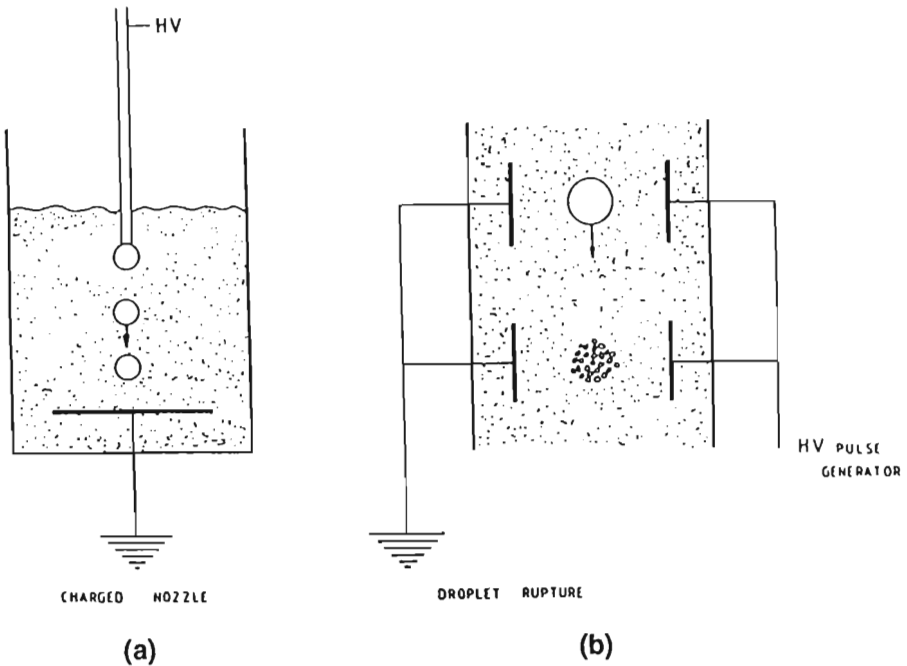 HV
HV PULSE
GENERATOR
CHARGED NOZZLE
DROPLET RUPTURE
(a)
(b)